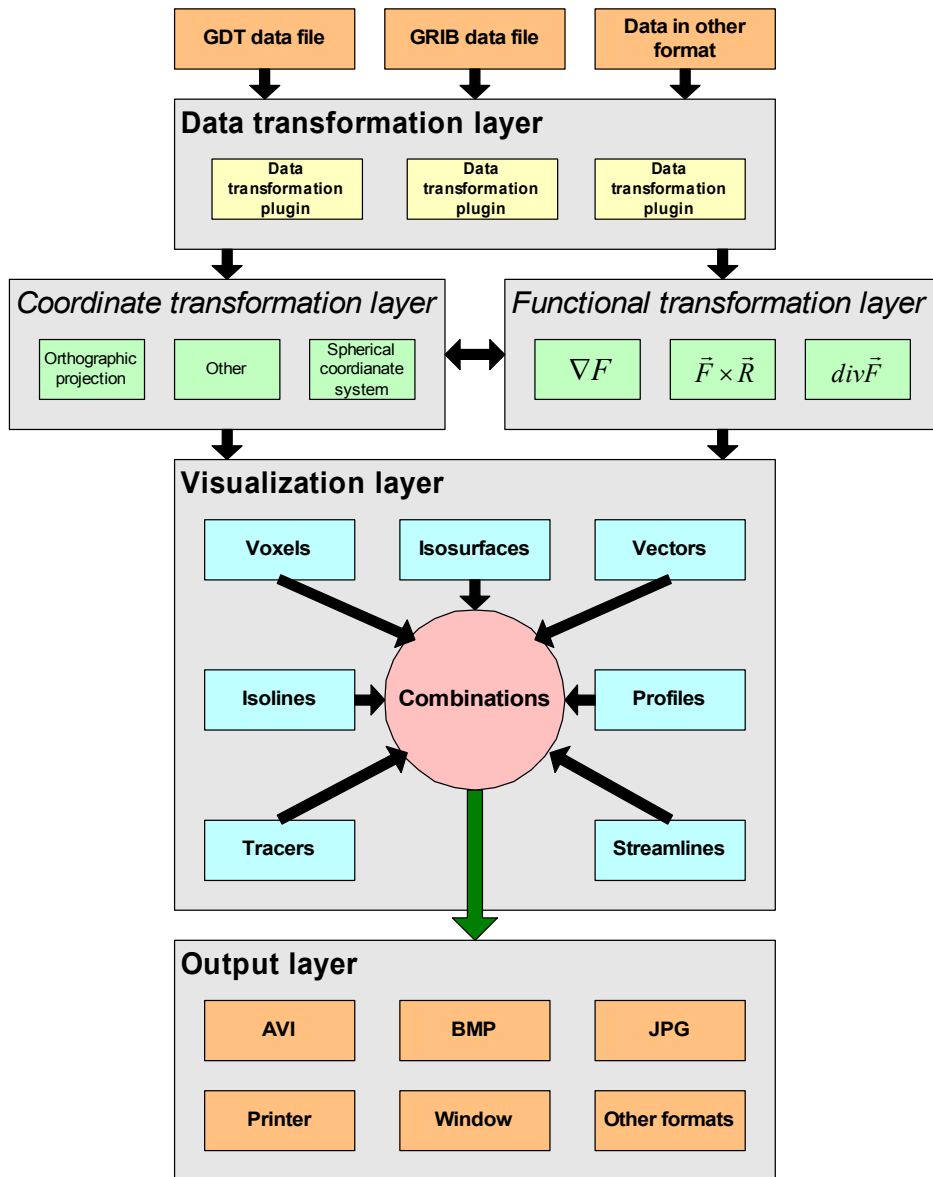 GDT data file
GRIB data file
Data in other
format
Data transformation layer
Data
transformation
plugin
Data
transformation
plugin
Data
transformation
plugin
Coordinate transformation layer
Orthographic
projection
Other
Spherical
coordianate
system
Functional transformation layer
∇F
F⃗ × R⃗
divF⃗
Visualization layer
Voxels
Isosurfaces
Vectors
Isolines
Combinations
Profiles
Tracers
Streamlines
Output layer
AVI
BMP
JPG
Printer
Window
Other formats